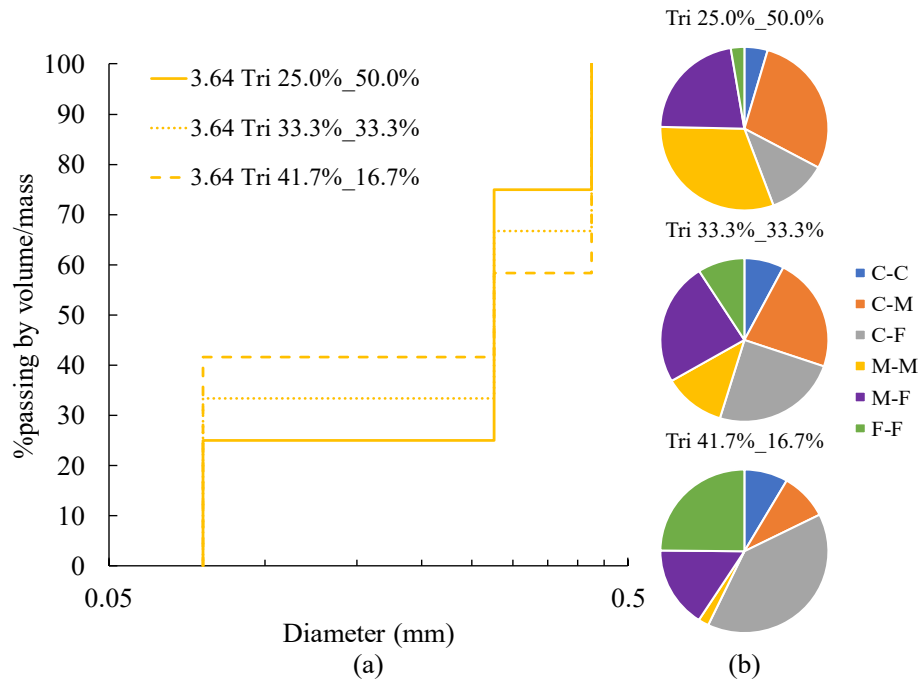 Tri 25.0%_50.0%
100
90
80
70
60
50
40
30
20
10
0
%passing by volume/mass
3.64 Tri 25.0%_50.0%
3.64 Tri 33.3%_33.3%
3.64 Tri 41.7%_16.7%
0.05
0.5
Diameter (mm)
(a)
Tri 33.3%_33.3%
C-C
C-M
C-F
M-M
M-F
F-F
Tri 41.7%_16.7%
(b)